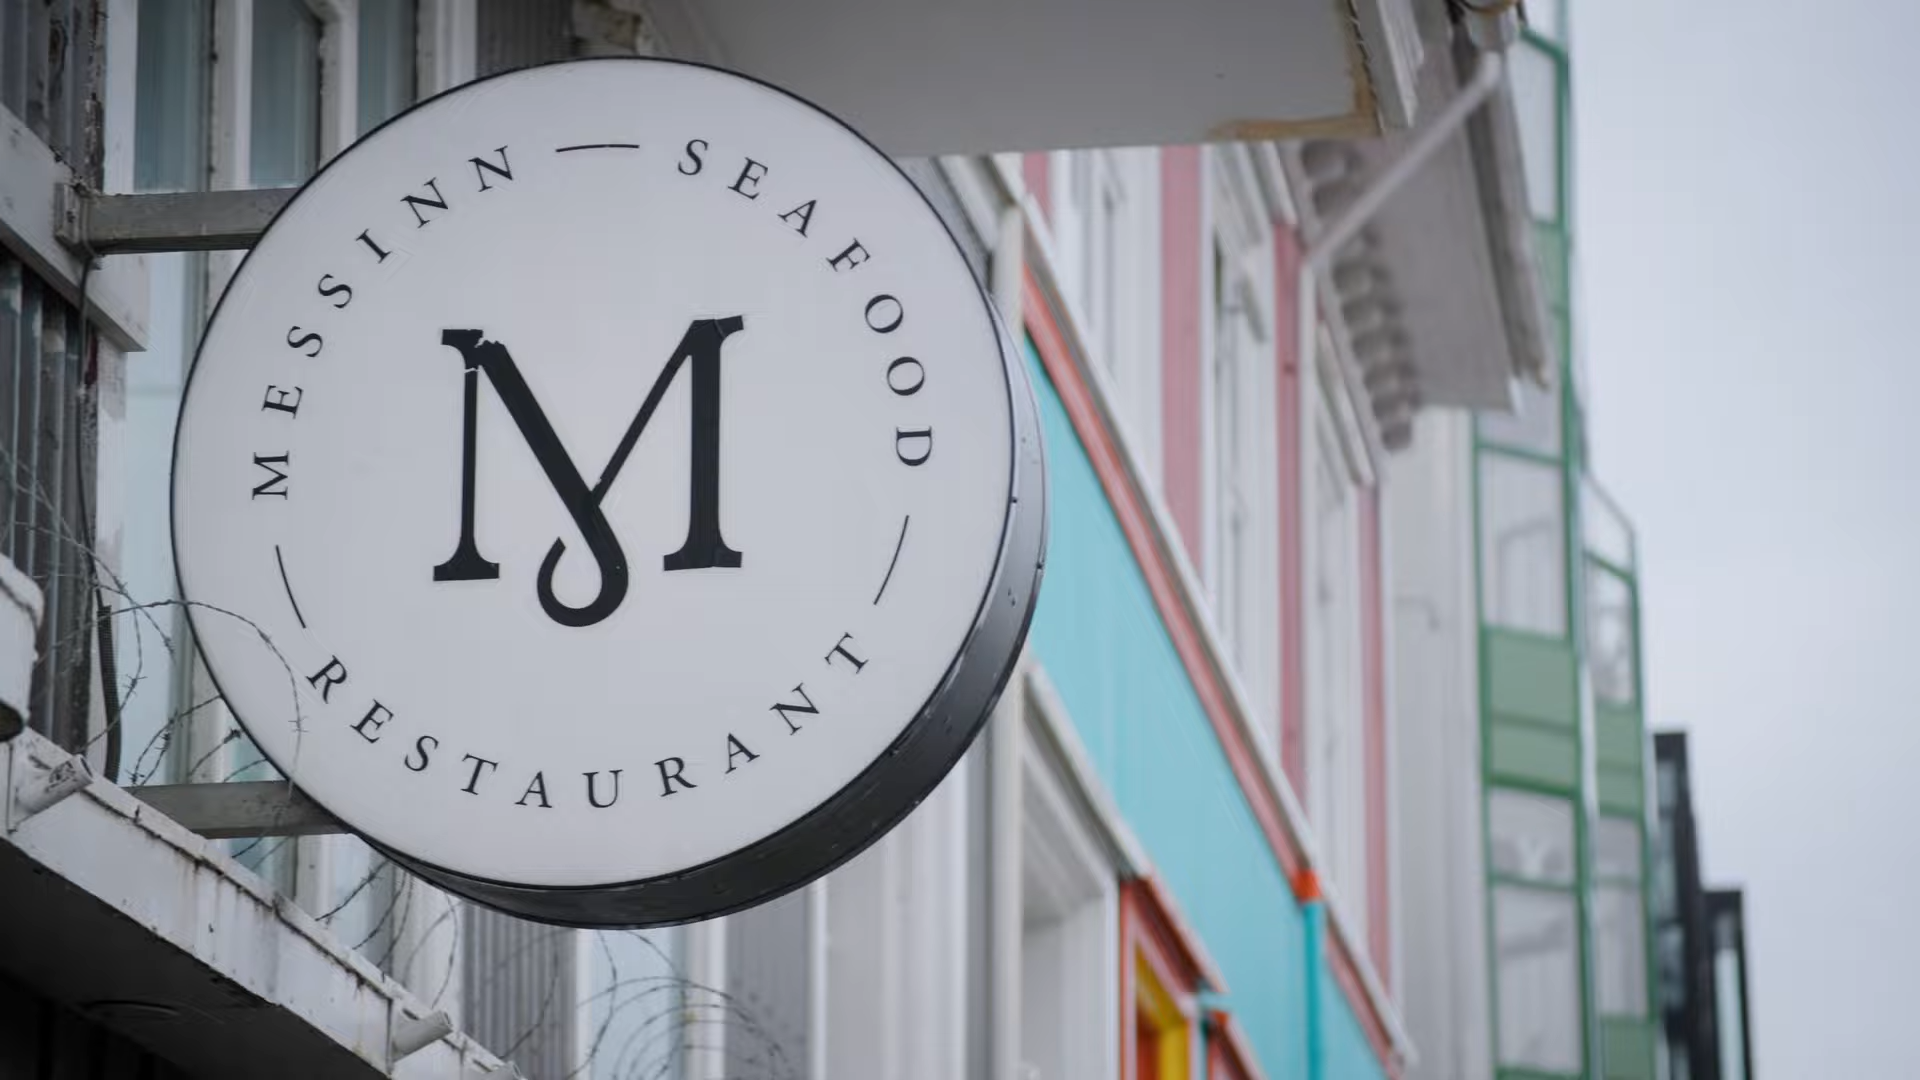 MESSINN — SEAFOOD — RESTAURANT —
M